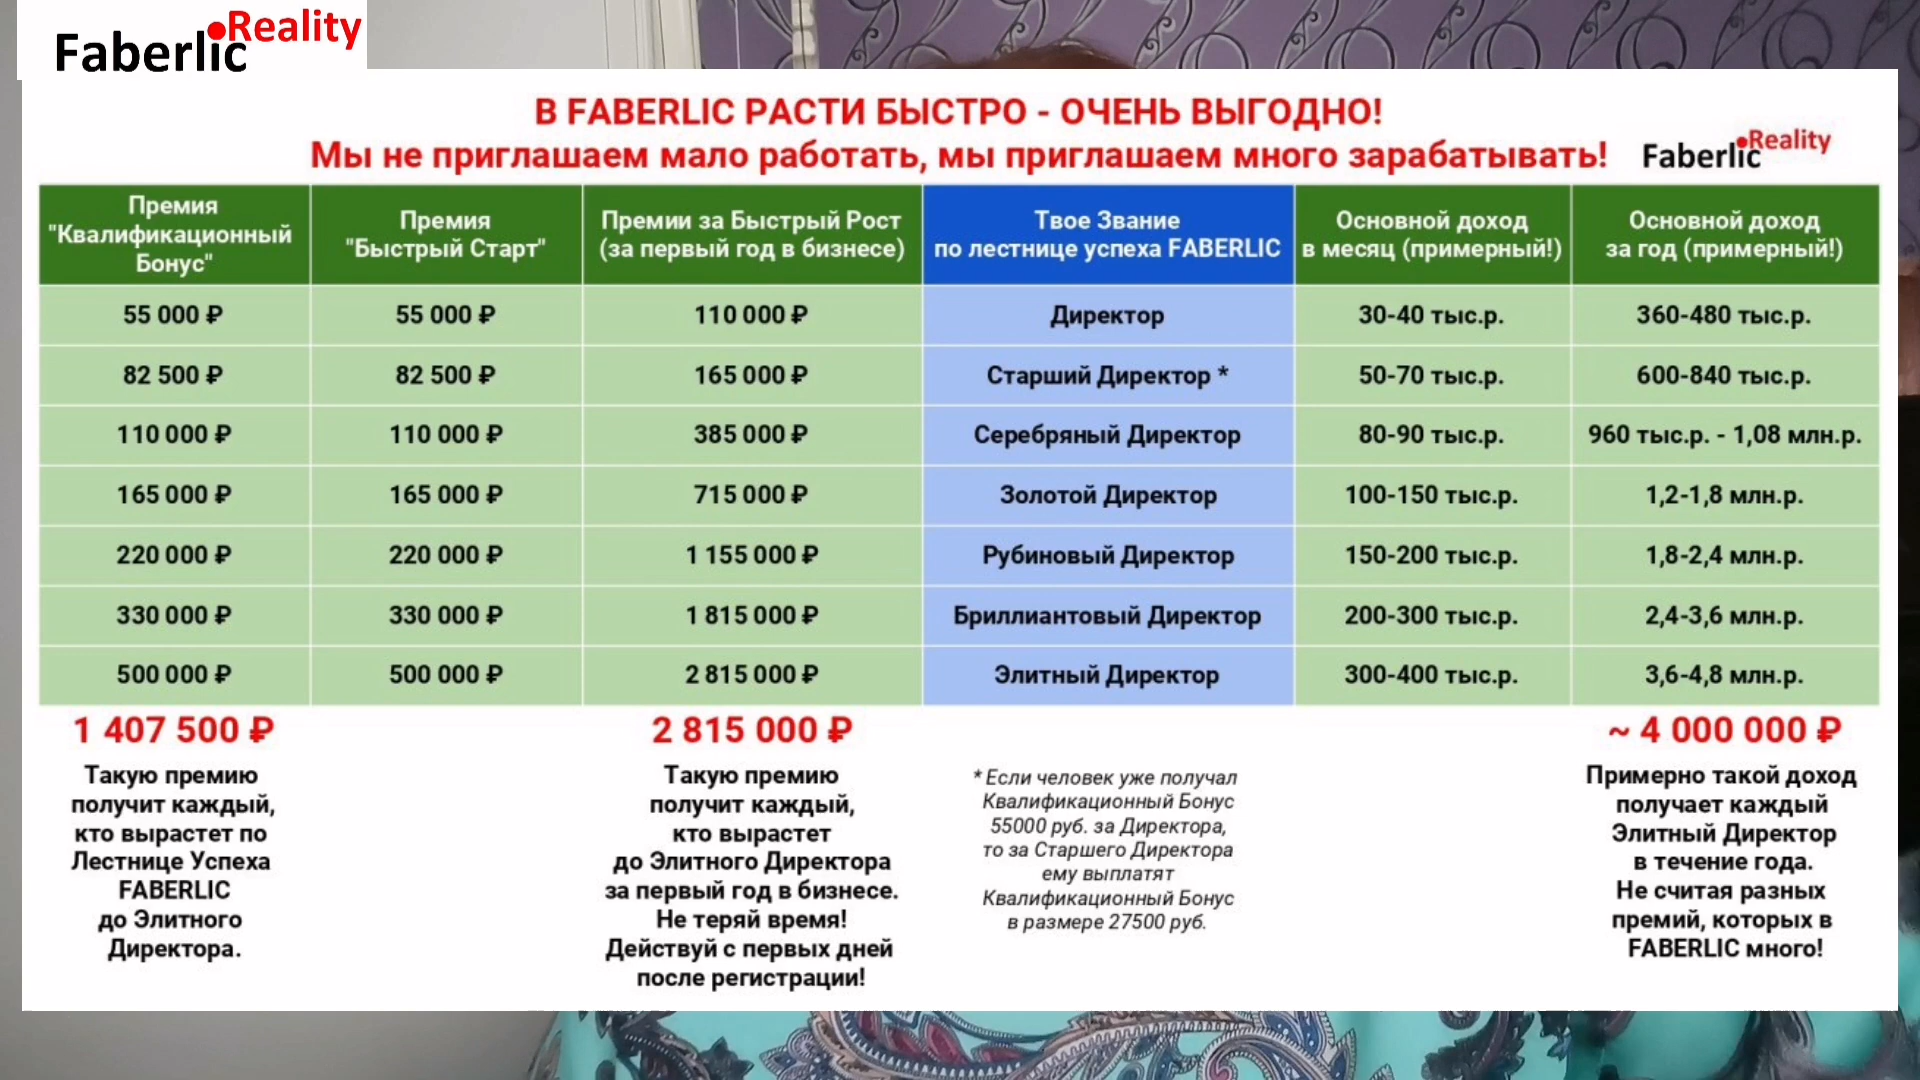 Faberlic Reality
В FABERLIC РАСТИ БЫСТРО - ОЧЕНЬ ВЫГОДНО!
Мы не приглашаем мало работать, мы приглашаем много зарабатывать!
Faberlic Reality
Премия
"Квалификационный
Бонус"
Премия
"Быстрый Старт"
Премии за Быстрый Рост
(за первый год в бизнесе)
Твое Звание
по лестнице успеха FABERLIC
Основной доход
в месяц (примерный!)
Основной доход
за год (примерный!)
55 000 ₽ 55 000 ₽ 110 000 ₽ Директор 30-40 тыс.р. 360-480 тыс.р.
82 500 ₽ 82 500 ₽ 165 000 ₽ Старший Директор * 50-70 тыс.р. 600-840 тыс.р.
110 000 ₽ 110 000 ₽ 385 000 ₽ Серебряный Директор 80-90 тыс.р. 960 тыс.р. - 1,08 млн.р.
165 000 ₽ 165 000 ₽ 715 000 ₽ Золотой Директор 100-150 тыс.р. 1,2-1,8 млн.р.
220 000 ₽ 220 000 ₽ 1 155 000 ₽ Рубиновый Директор 150-200 тыс.р. 1,8-2,4 млн.р.
330 000 ₽ 330 000 ₽ 1 815 000 ₽ Бриллиантовый Директор 200-300 тыс.р. 2,4-3,6 млн.р.
500 000 ₽ 500 000 ₽ 2 815 000 ₽ Элитный Директор 300-400 тыс.р. 3,6-4,8 млн.р.
1 407 500 ₽
Такую премию
получит каждый,
кто вырастет по
Лестнице Успеха
FABERLIC
до Элитного
Директора.
2 815 000 ₽
Такую премию
получит каждый,
кто вырастет
до Элитного Директора
за первый год в бизнесе.
Не теряй время!
Действуй с первых дней
после регистрации!
* Если человек уже получал
Квалификационный Бонус
55000 руб. за Директора,
то за Старшего Директора
ему выплатят
Квалификационный Бонус
в размере 27500 руб.
~ 4 000 000 ₽
Примерно такой доход
получает каждый
Элитный Директор
в течение года.
Не считая разных
премий, которых в
FABERLIC много!